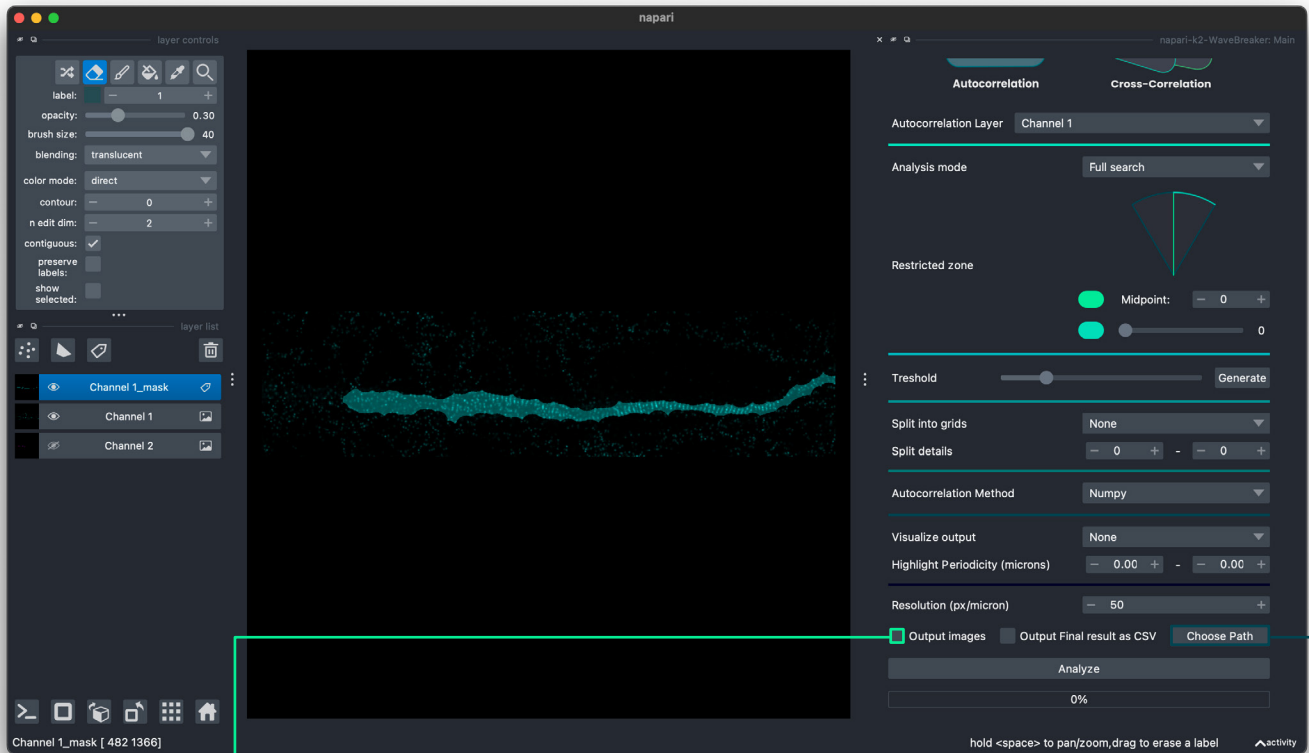 napari
layer controls
label:
1
opacity:
0.30
brush size:
40
blending:
translucent
color mode:
direct
contour:
0
n edit dim:
2
contiguous:
preserve
labels:
show
selected:
layer list
Channel 1_mask
Channel 1
Channel 2
Channel 1_mask [ 482 1366]
napari-k2-WaveBreaker: Main
Autocorrelation
Cross-Correlation
Autocorrelation Layer
Channel 1
Analysis mode
Full search
Restricted zone
Midpoint:
0
0
Treshold
Generate
Split into grids
None
Split details
0 - 0
Autocorrelation Method
Numpy
Visualize output
None
Highlight Periodicity (microns)
0.00 - 0.00
Resolution (px/micron)
50
Output images
Output Final result as CSV
Choose Path
Analyze
0%
hold <space> to pan/zoom,drag to erase a label
activity